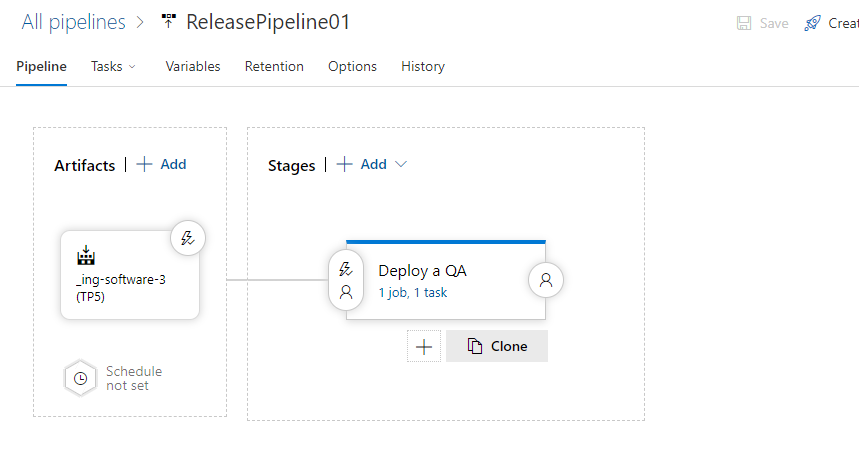 All pipelines > ReleasePipeline01
Save
Pipeline Tasks Variables Retention Options History
Artifacts | + Add
Stages | + Add
_ing-software-3
(TP5)
Deploy a QA
1 job, 1 task
Clone
Schedule
not set